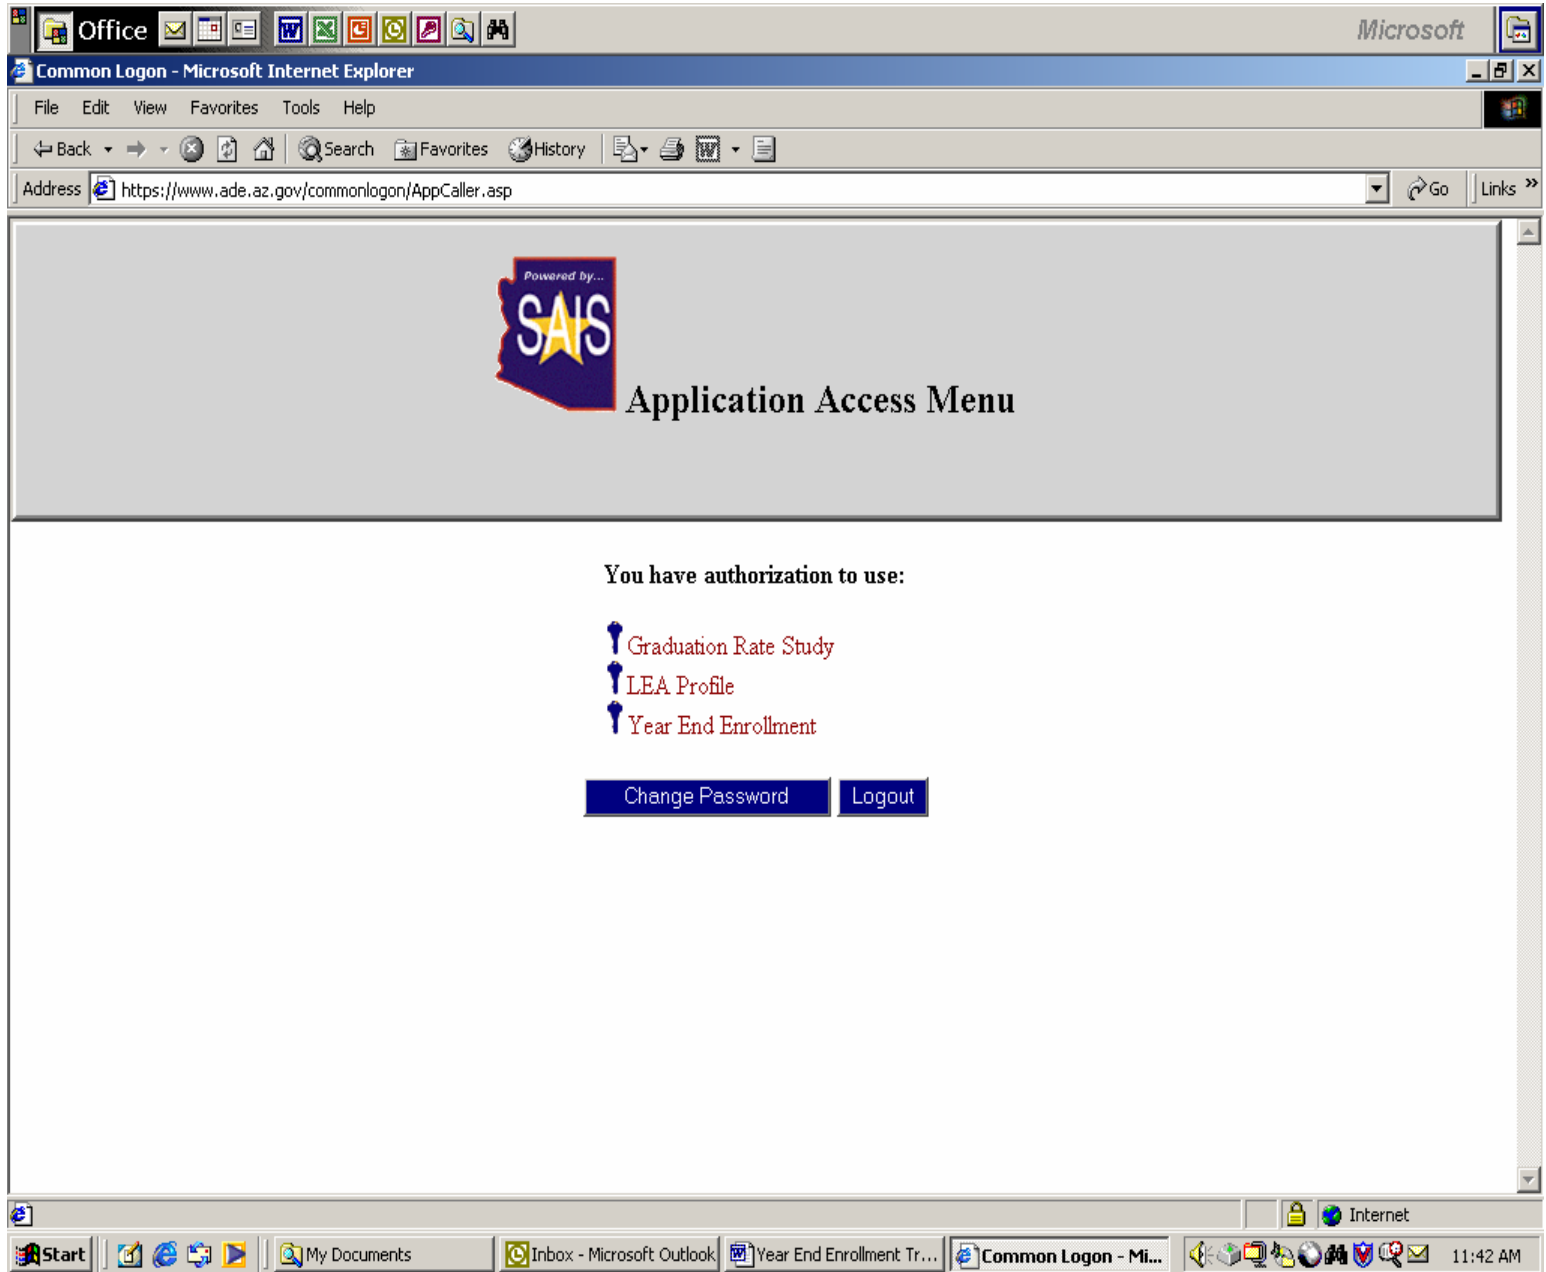 Office Microsoft
Common Logon - Microsoft Internet Explorer
File Edit View Favorites Tools Help
Back Search Favorites History
Address https://www.ade.az.gov/commonlogon/AppCaller.asp Go Links »
Powered by...
SAIS
Application Access Menu
You have authorization to use:
Graduation Rate Study
LEA Profile
Year End Enrollment
Change Password Logout
Internet
Start My Documents Inbox - Microsoft Outlook Year End Enrollment Tr... Common Logon - Mi... 11:42 AM